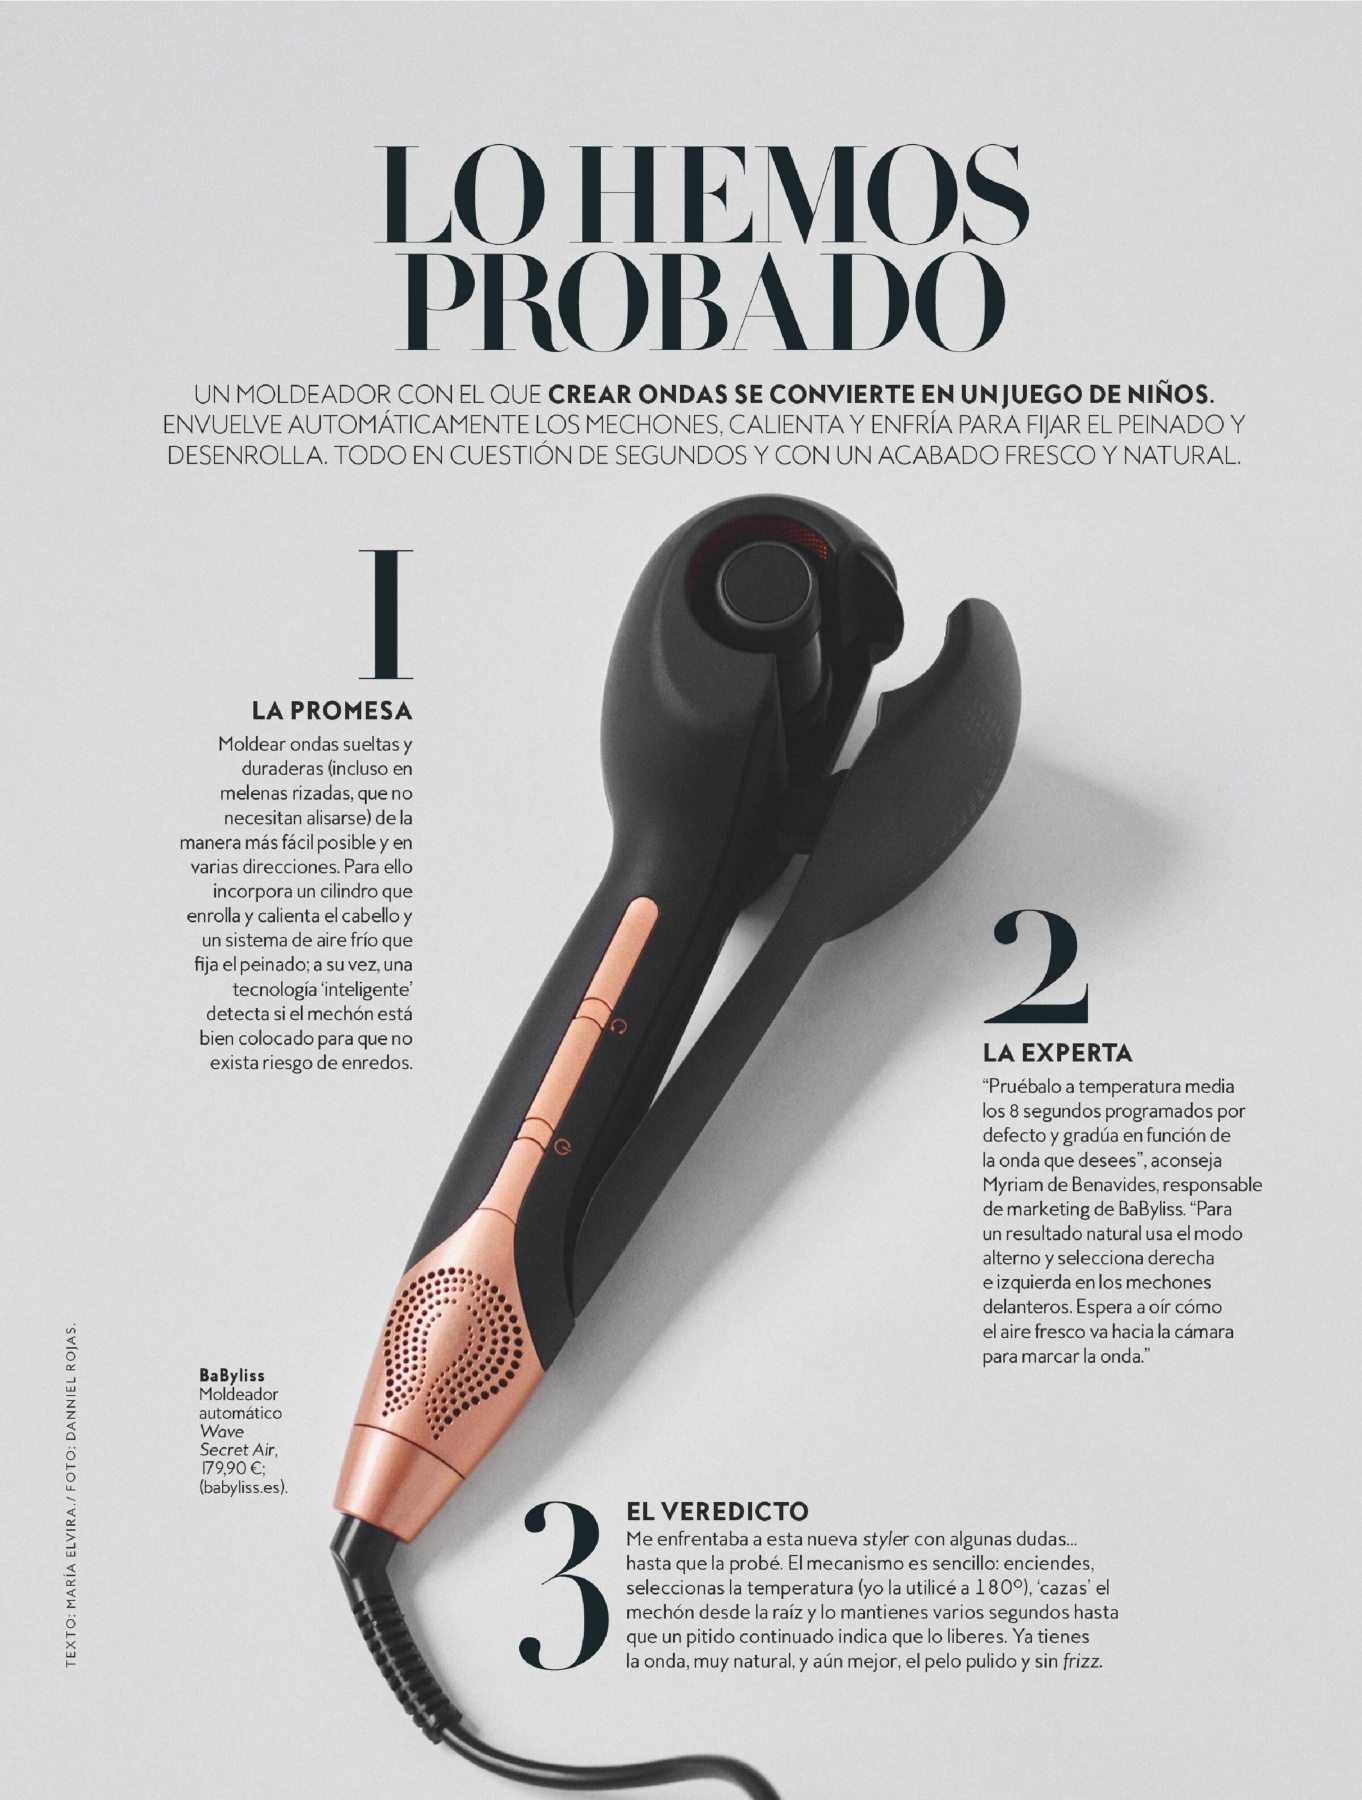 LO HEMOS
PROBADO
UN MOLDEADOR CON EL QUE CREAR ONDAS SE CONVIERTE EN UN JUEGO DE NIÑOS.
ENVUELVE AUTOMÁTICAMENTE LOS MECHONES, CALIENTA Y ENFRÍA PARA FIJAR EL PEINADO Y
DESENROLLA. TODO EN CUESTIÓN DE SEGUNDOS Y CON UN ACABADO FRESCO Y NATURAL.
1
LA PROMESA
Moldear ondas sueltas y
duraderas (incluso en
melenas rizadas, que no
necesitan alisarse) de la
manera más fácil posible y en
varias direcciones. Para ello
incorpora un cilindro que
enrolla y calienta el cabello y
un sistema de aire frío que
fija el peinado; a su vez, una
tecnología ‘inteligente’
detecta si el mechón está
bien colocado para que no
exista riesgo de enredos.
2
LA EXPERTA
“Pruébalo a temperatura media
los 8 segundos programados por
defecto y gradúa en función de
la onda que desees”, aconseja
Myriam de Benavides, responsable
de marketing de BaByliss. “Para
un resultado natural usa el modo
alterno y selecciona derecha
e izquierda en los mechones
delanteros. Espera a oír cómo
el aire fresco va hacia la cámara
para marcar la onda.”
BaByliss
Moldeador
automático
Wave
Secret Air,
179,90 €;
(babyliss.es).
3
EL VEREDICTO
Me enfrentaba a esta nueva styler con algunas dudas...
hasta que la probé. El mecanismo es sencillo: enciendes,
seleccionas la temperatura (yo la utilicé a 180º), ‘cazas’ el
mechón desde la raíz y lo mantienes varios segundos hasta
que un pitido continuado indica que lo liberes. Ya tienes
la onda, muy natural, y aún mejor, el pelo pulido y sin frizz.
TEXTO: MARÍA ELVIRA./ FOTO: DANNIEL ROJAS.